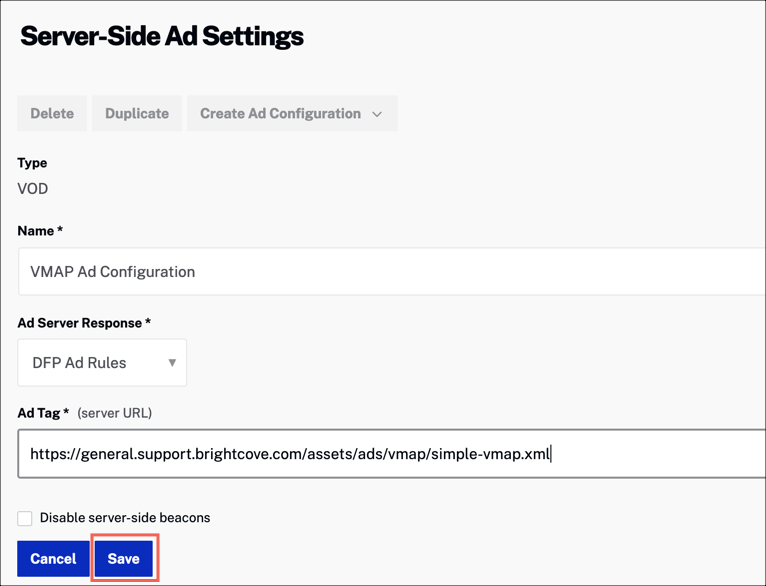 Server-Side Ad Settings
Delete Duplicate Create Ad Configuration
Type
VOD
Name *
VMAP Ad Configuration
Ad Server Response *
DFP Ad Rules
Ad Tag * (server URL)
https://general.support.brightcove.com/assets/ads/vmap/simple-vmap.xml
Disable server-side beacons
Cancel Save